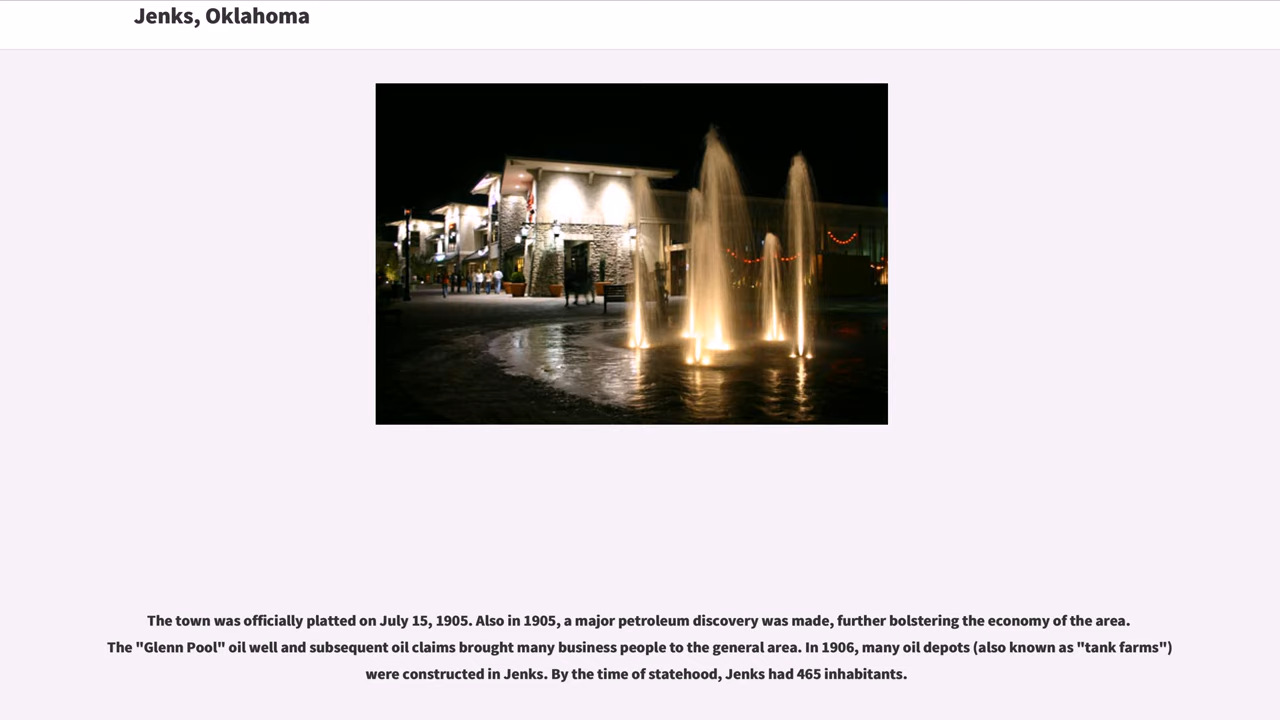 Jenks, Oklahoma
The town was officially platted on July 15, 1905. Also in 1905, a major petroleum discovery was made, further bolstering the economy of the area.
The "Glenn Pool" oil well and subsequent oil claims brought many business people to the general area. In 1906, many oil depots (also known as "tank farms")
were constructed in Jenks. By the time of statehood, Jenks had 465 inhabitants.